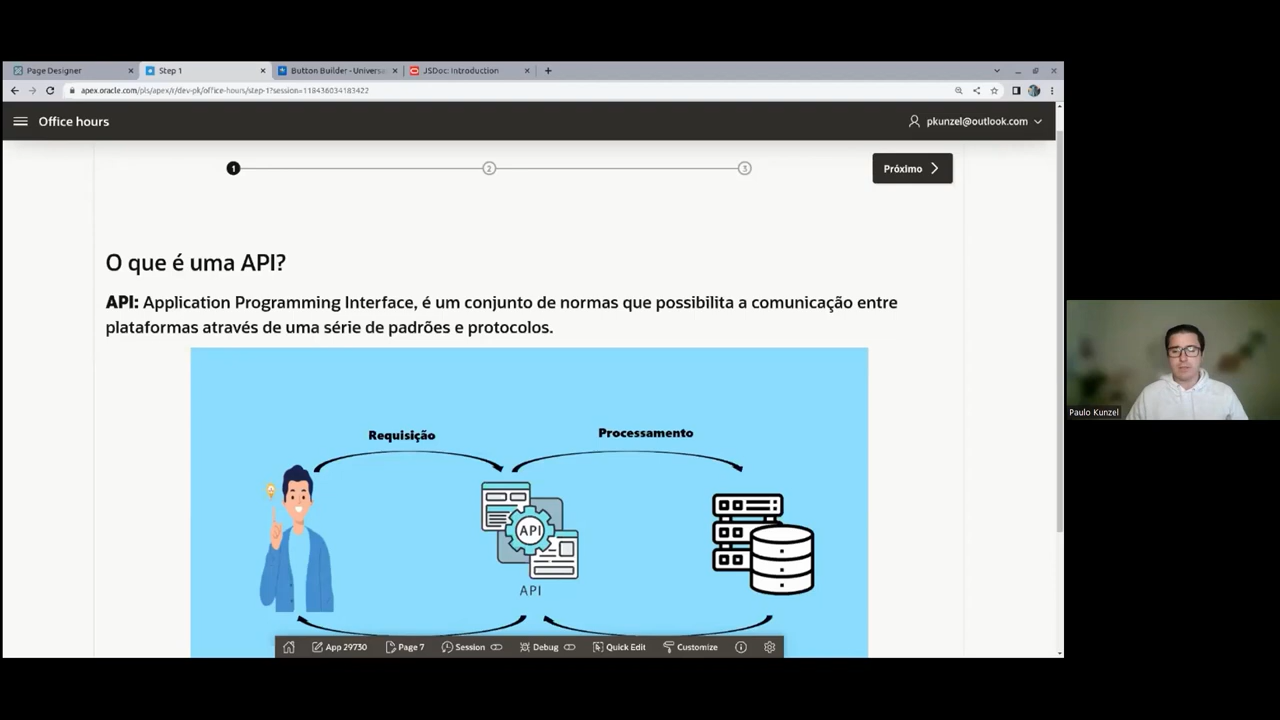 Page Designer
Step 1
Button Builder - Universa
JSDoc: Introduction
apex.oracle.com/pls/apex/r/dev-pk/office-hours/step-1?session=118436034183422
Office hours
pkunzel@outlook.com
1
2
3
Próximo
O que é uma API?
API: Application Programming Interface, é um conjunto de normas que possibilita a comunicação entre
plataformas através de uma série de padrões e protocolos.
Requisição
Processamento
API
API
Paulo Kunzel
App 29730
Page 7
Session
Debug
Quick Edit
Customize